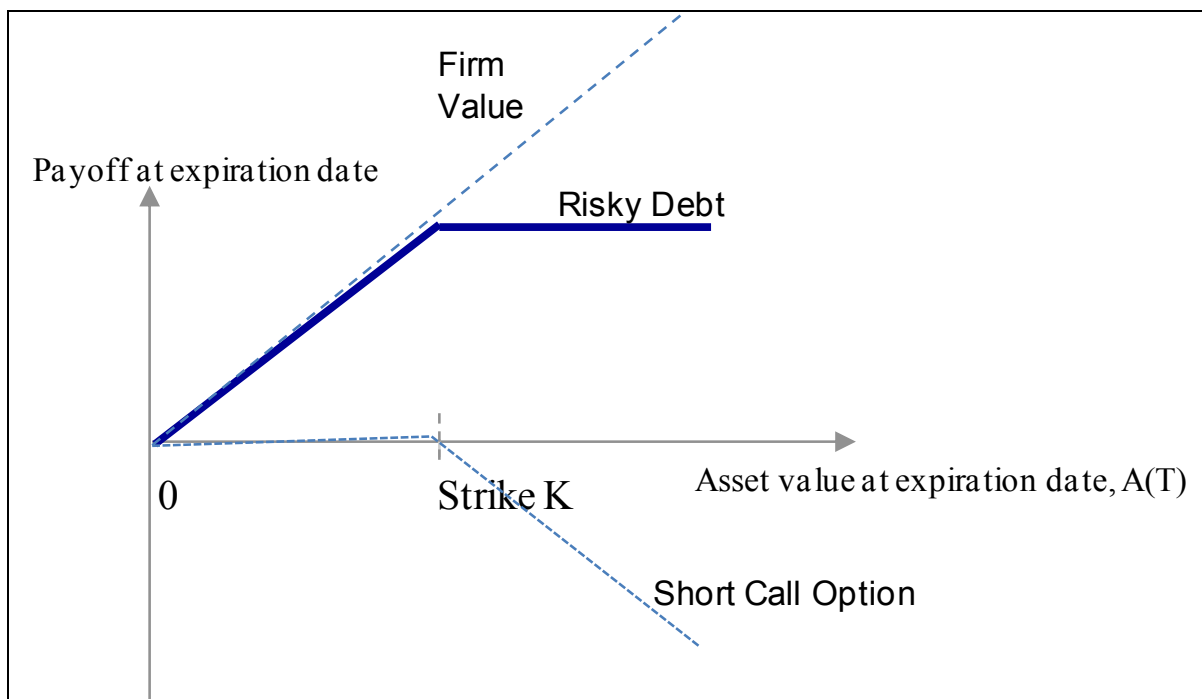 Firm
Value
Payoff at expiration date
Risky Debt
0
Strike K
Asset value at expiration date, A(T)
Short Call Option